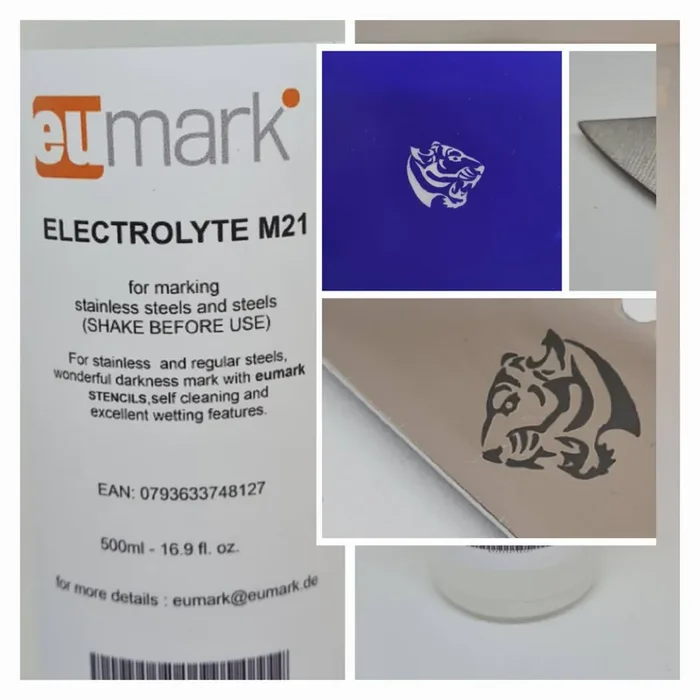 eumark
ELECTROLYTE M21
for marking
stainless steels and steels
(SHAKE BEFORE USE)
For stainless and regular steels,
wonderful darkness mark with eumark
STENCILS,self cleaning and
excellent wetting features.
EAN: 0793633748127
500ml - 16.9 fl. oz.
for more details : eumark@eumark.de